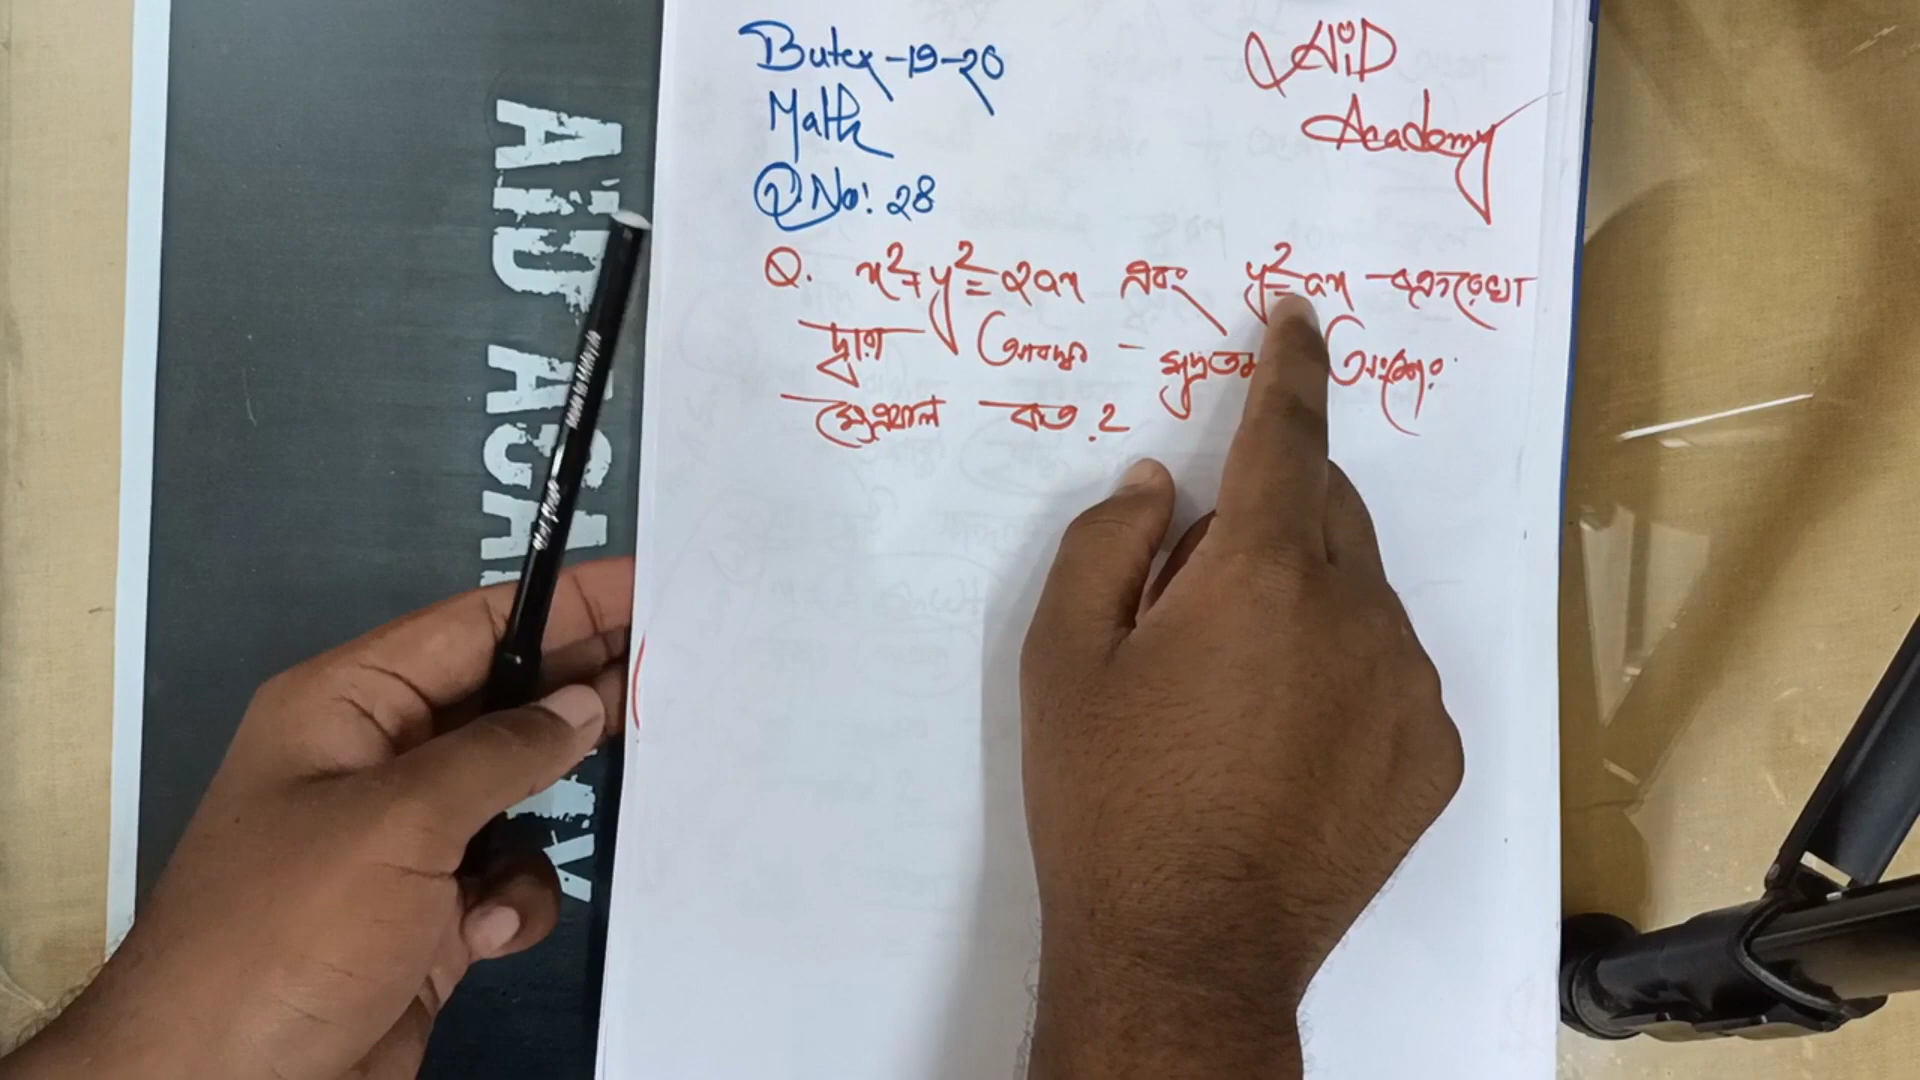 Butex-19-20
Math
Q No: 28
AiD
Academy
Q. x²+y²=2ax এবং y²=ax বক্ররেখা
দ্বারা আবদ্ধ ক্ষুদ্রতম অংশের
ক্ষেত্রফল কত?
AID ACA